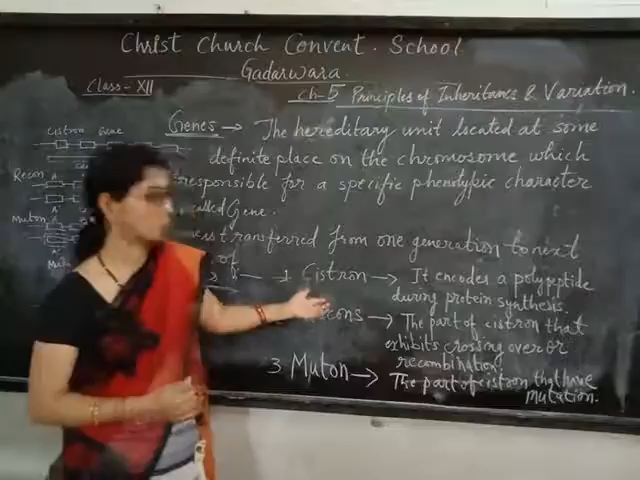 Christ Church Convent. School
Gadarwara.
Class - XII
Ch-5 Principles of Inheritance & Variation.
Cistron Gene
Recon
Muton
Genes → The hereditary unit located at some
definite place on the chromosome which
responsible for a specific phenotypic character
called Gene.
transferred from one generation to next
of
1 Cistron → It encodes a polypeptide
during protein synthesis.
→ The part of cistron that
exhibits crossing over or
recombination.
3 Muton → The part of cistron that have
mutation.